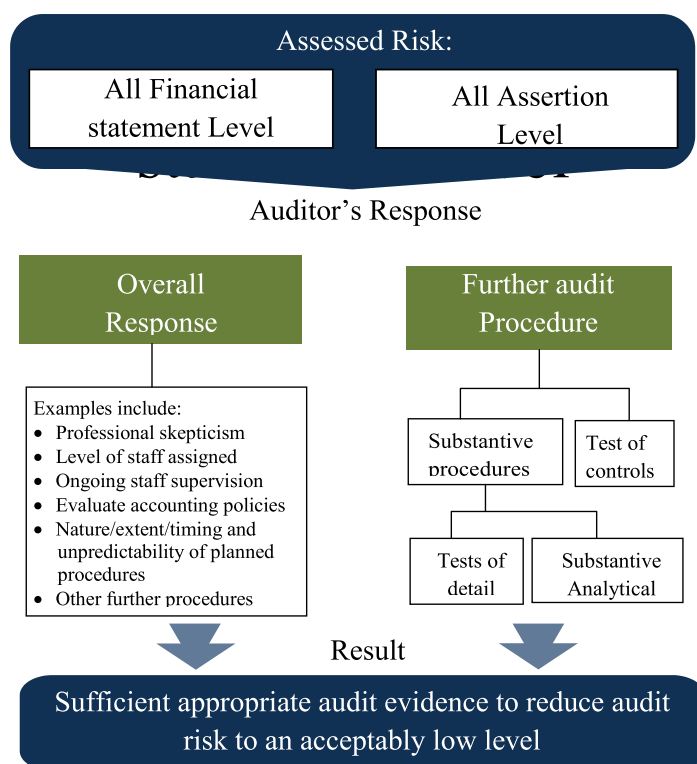 Assessed Risk:
All Financial
statement Level
All Assertion
Level
Auditor’s Response
Overall
Response
Further audit
Procedure
Examples include:
• Professional skepticism
• Level of staff assigned
• Ongoing staff supervision
• Evaluate accounting policies
• Nature/extent/timing and
unpredictability of planned
procedures
• Other further procedures
Substantive
procedures
Test of
controls
Tests of
detail
Substantive
Analytical
Result
Sufficient appropriate audit evidence to reduce audit
risk to an acceptably low level